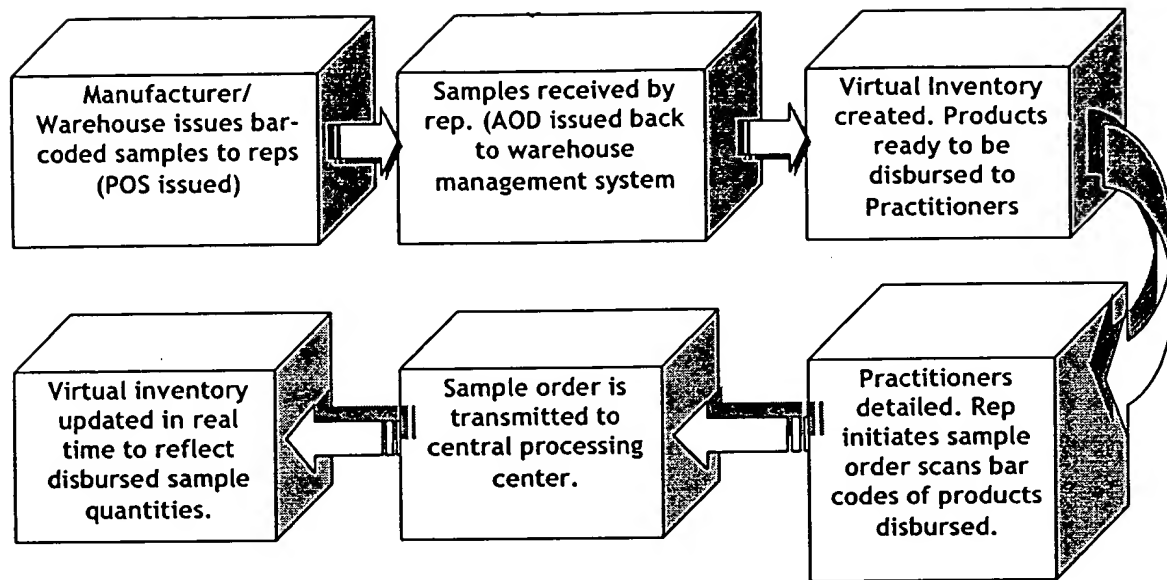 Manufacturer/
Warehouse issues bar-
coded samples to reps
(POS issued)
Samples received by
rep. (AOD issued back
to warehouse
management system
Virtual Inventory
created. Products
ready to be
disbursed to
Practitioners
Practitioners
detailed. Rep
initiates sample
order scans bar
codes of products
disbursed.
Sample order is
transmitted to
central processing
center.
Virtual inventory
updated in real
time to reflect
disbursed sample
quantities.